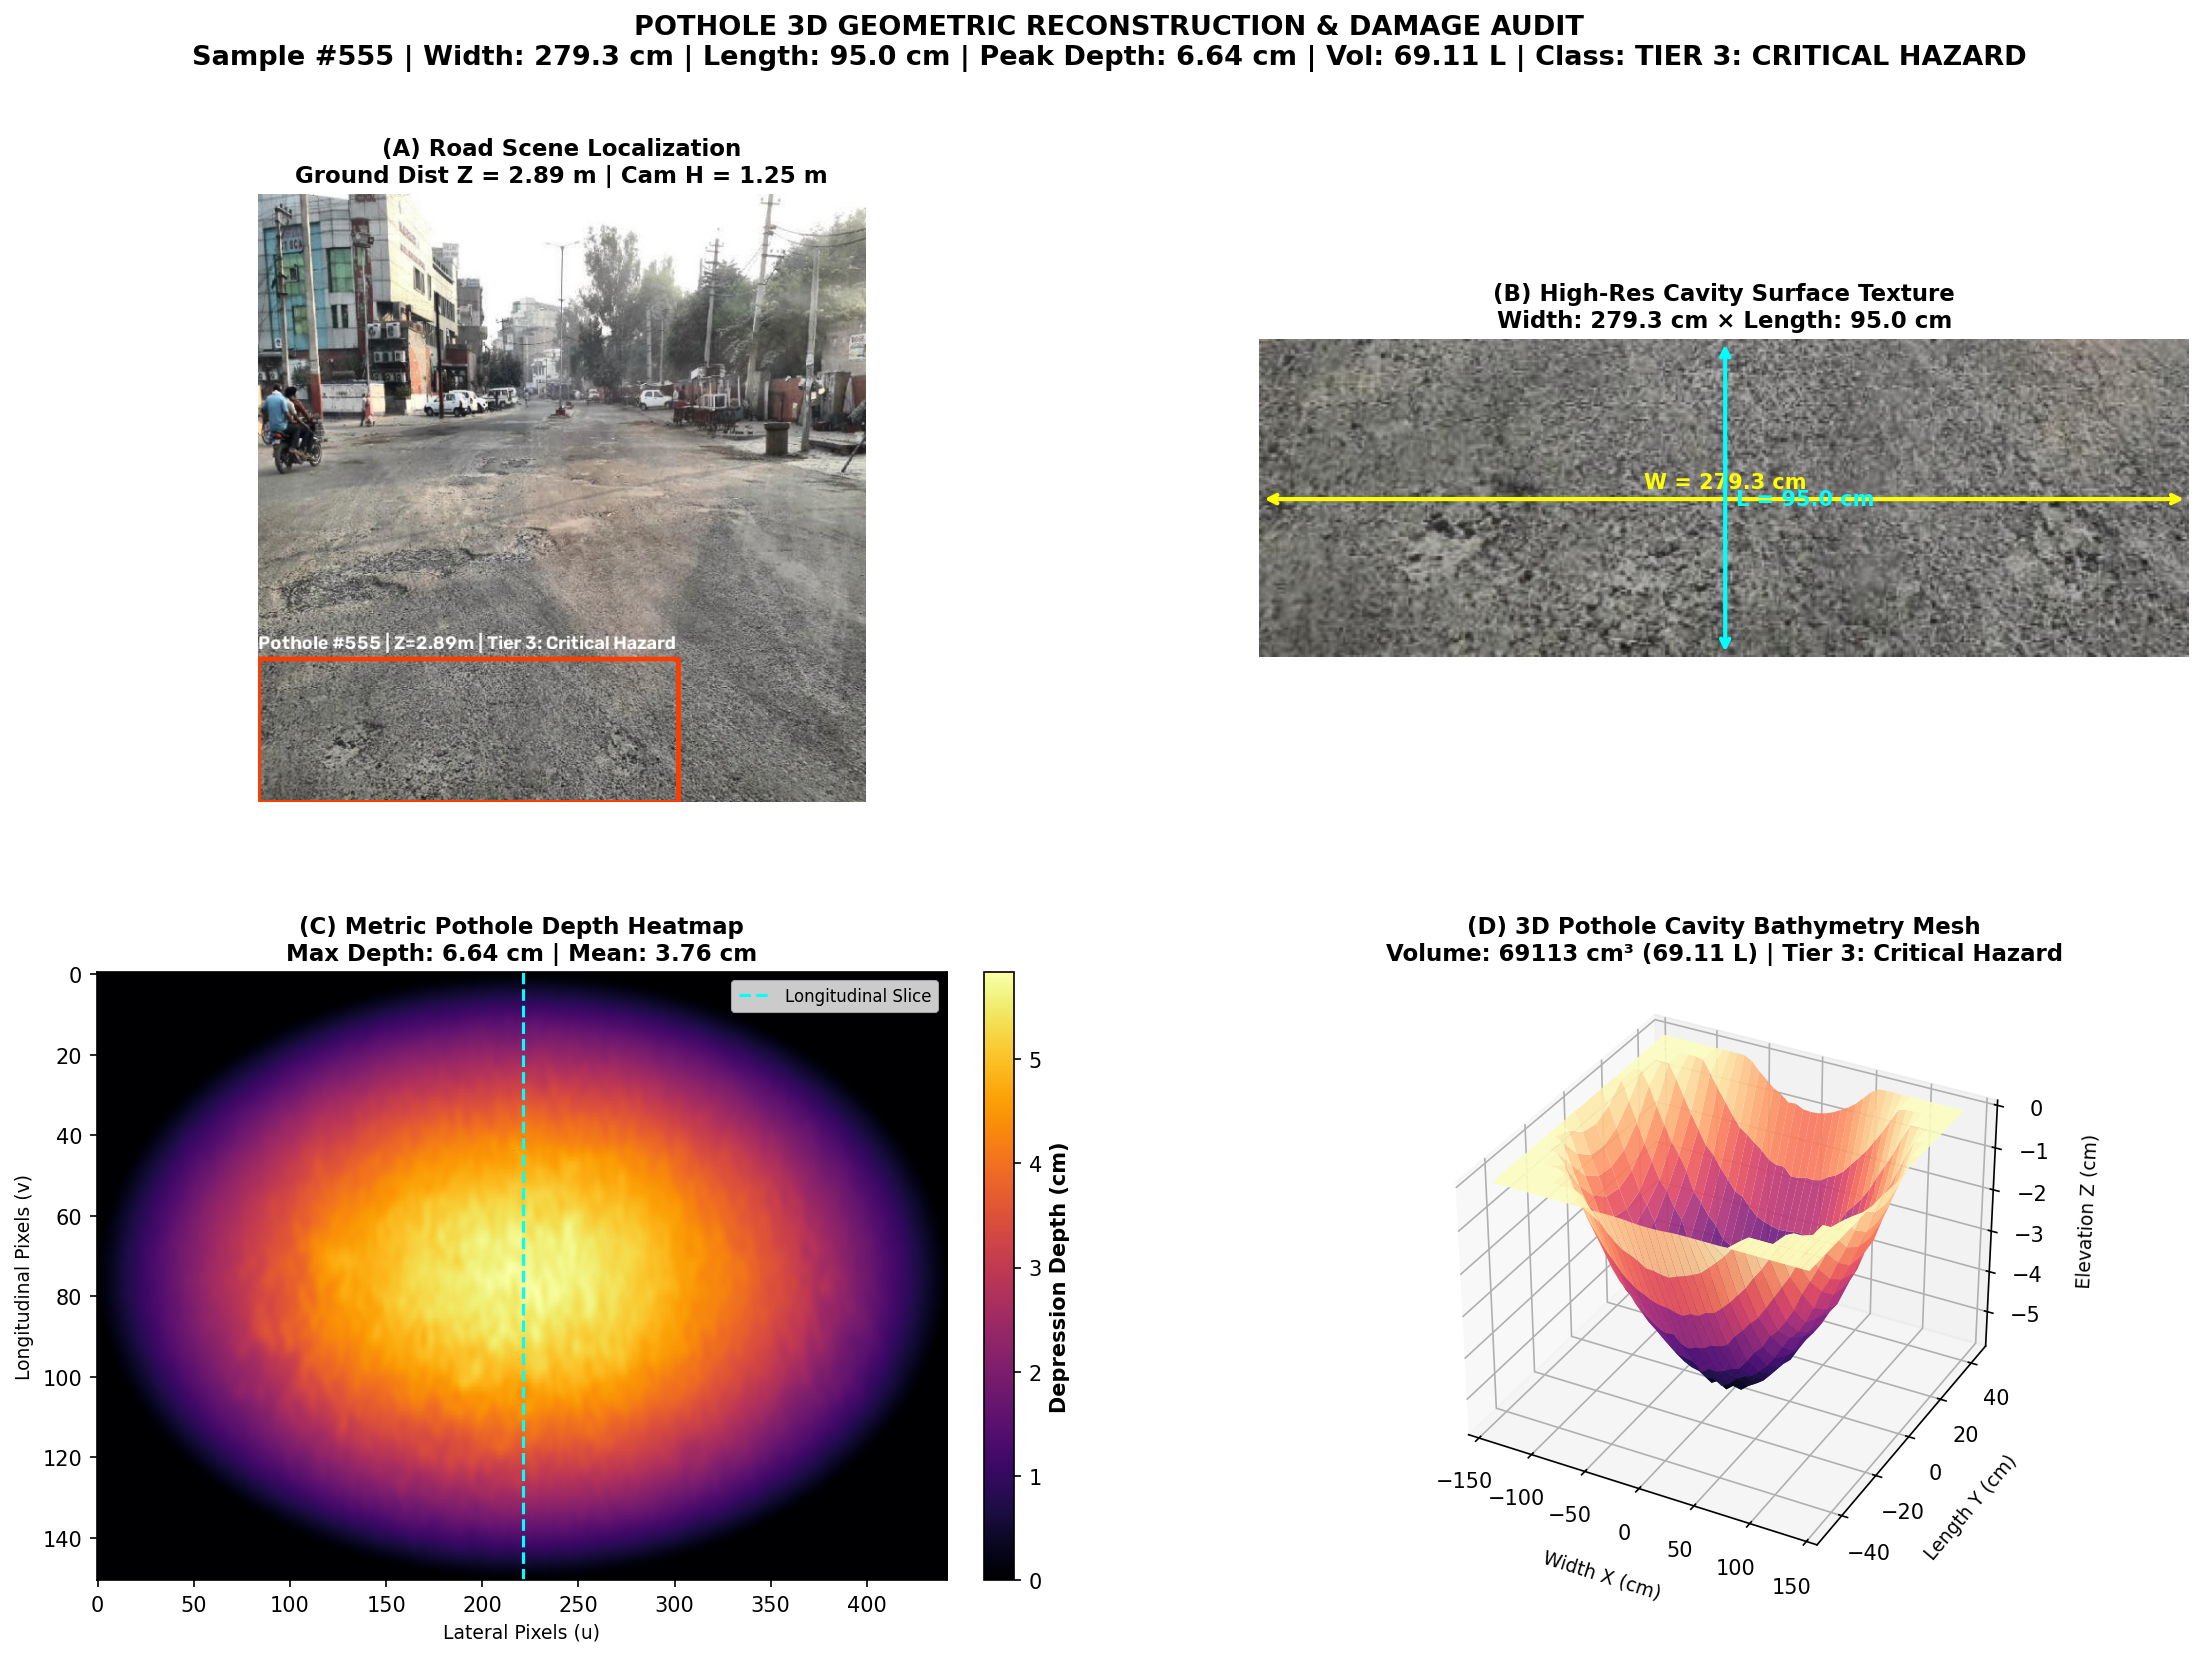 POTHOLE 3D GEOMETRIC RECONSTRUCTION & DAMAGE AUDIT
Sample #555 | Width: 279.3 cm | Length: 95.0 cm | Peak Depth: 6.64 cm | Vol: 69.11 L | Class: TIER 3: CRITICAL HAZARD
(A) Road Scene Localization
Ground Dist Z = 2.89 m | Cam H = 1.25 m
Pothole #555 | Z=2.89m | Tier 3: Critical Hazard
(B) High-Res Cavity Surface Texture
Width: 279.3 cm × Length: 95.0 cm
W = 279.3 cm
L = 95.0 cm
(C) Metric Pothole Depth Heatmap
Max Depth: 6.64 cm | Mean: 3.76 cm
Longitudinal Slice
0
20
40
60
80
100
120
140
Longitudinal Pixels (v)
0 50 100 150 200 250 300 350 400
Lateral Pixels (u)
5
4
3
2
1
0
Depression Depth (cm)
(D) 3D Pothole Cavity Bathymetry Mesh
Volume: 69113 cm³ (69.11 L) | Tier 3: Critical Hazard
0
−1
−2
−3
−4
−5
Elevation Z (cm)
40
20
0
−20
−40
Length Y (cm)
−150
−100
−50
0
50
100
150
Width X (cm)